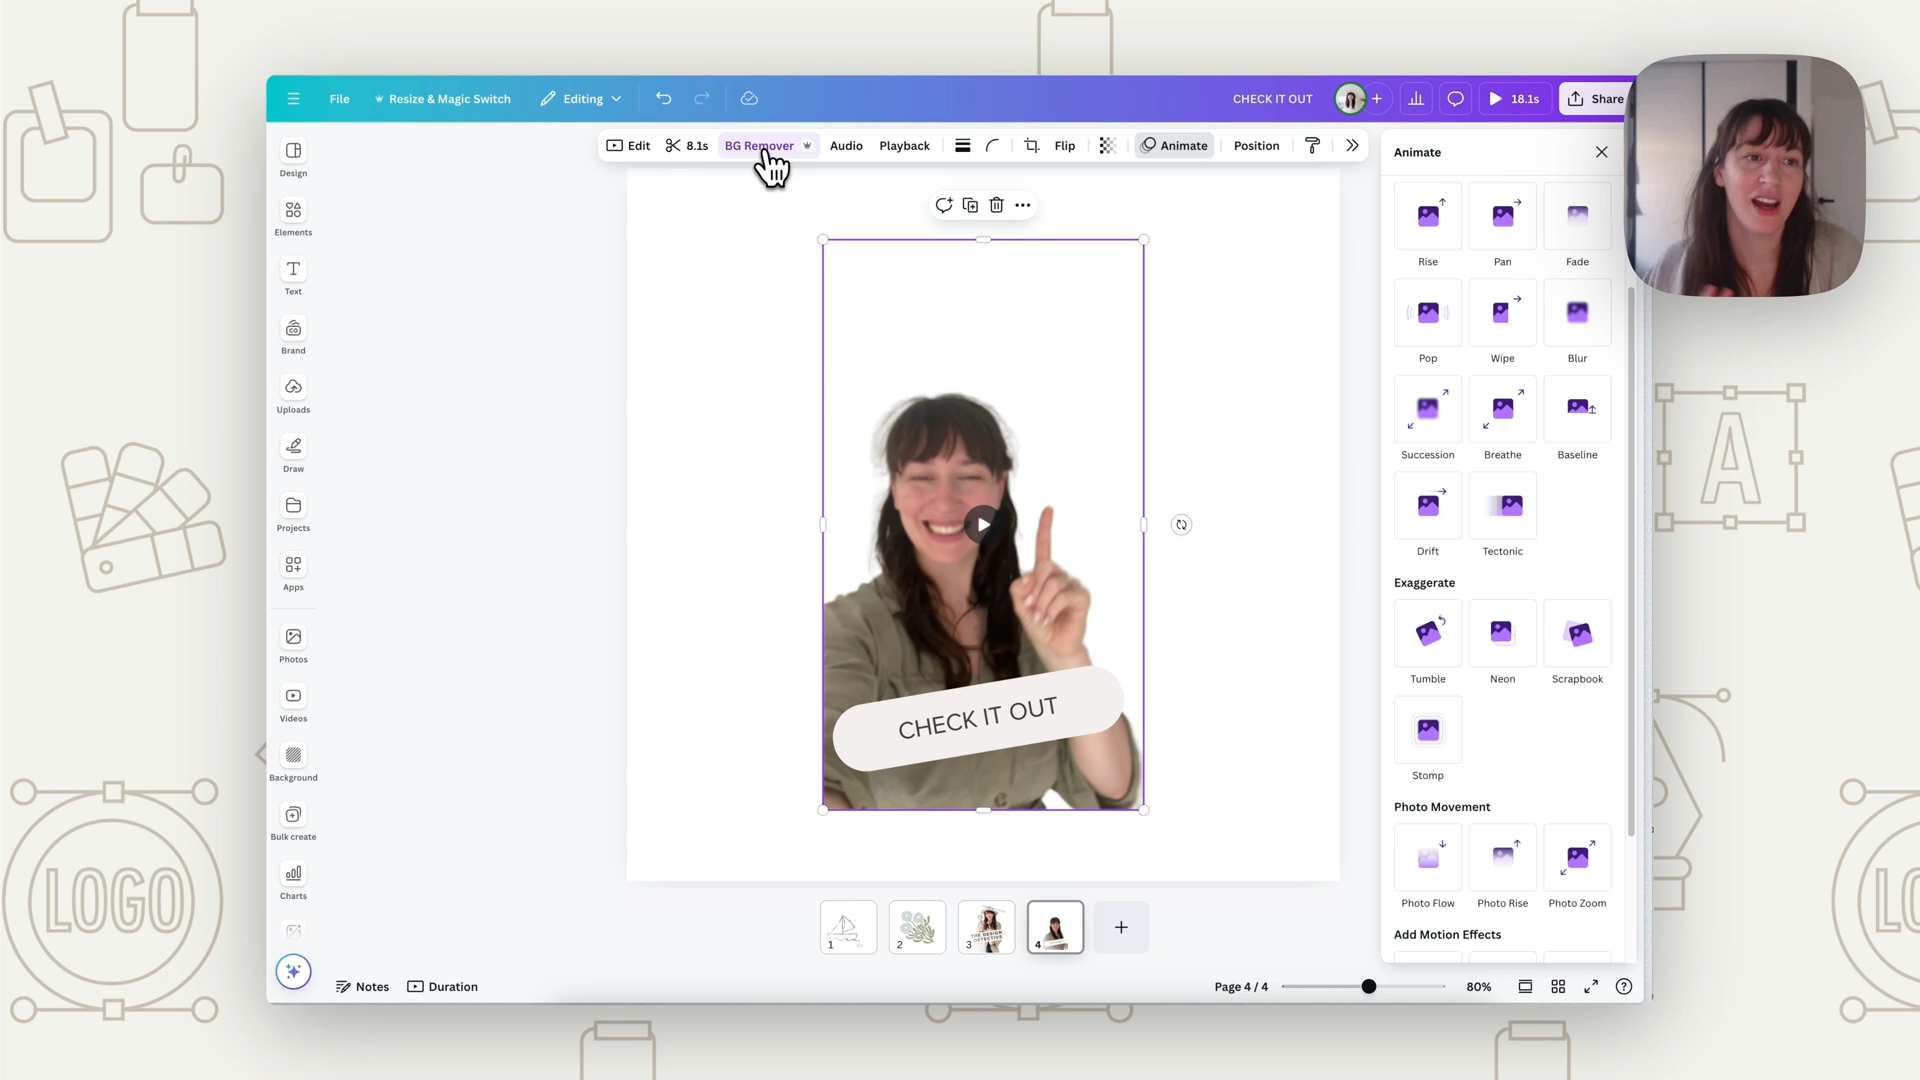 File
Resize & Magic Switch
Editing
CHECK IT OUT
18.1s
Share
Edit
8.1s
BG Remover
Audio
Playback
Flip
Animate
Position
Design
Elements
Text
Brand
Uploads
Draw
Projects
Apps
Photos
Videos
Background
Bulk create
Charts
CHECK IT OUT
1
2
THE DESIGN
DETECTIVE
3
4
Notes
Duration
Page 4 / 4
80%
Animate
Rise
Pan
Fade
Pop
Wipe
Blur
Succession
Breathe
Baseline
Drift
Tectonic
Exaggerate
Tumble
Neon
Scrapbook
Stomp
Photo Movement
Photo Flow
Photo Rise
Photo Zoom
Add Motion Effects
A
LOGO